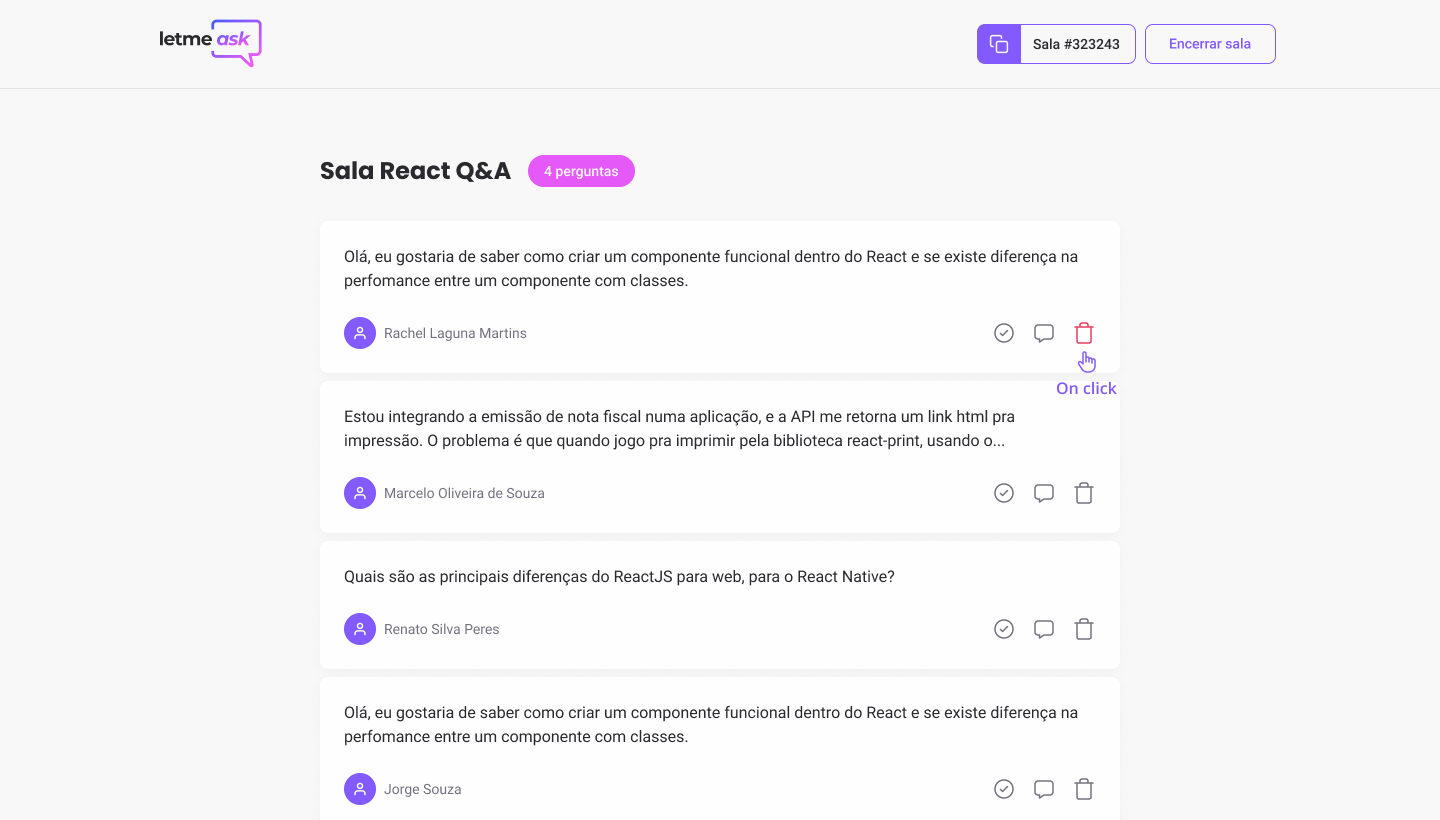 letme ask
Sala #323243
Encerrar sala
Sala React Q&A
4 perguntas
Olá, eu gostaria de saber como criar um componente funcional dentro do React e se existe diferença na
perfomance entre um componente com classes.
Rachel Laguna Martins
On click
Estou integrando a emissão de nota fiscal numa aplicação, e a API me retorna um link html pra
impressão. O problema é que quando jogo pra imprimir pela biblioteca react-print, usando o...
Marcelo Oliveira de Souza
Quais são as principais diferenças do ReactJS para web, para o React Native?
Renato Silva Peres
Olá, eu gostaria de saber como criar um componente funcional dentro do React e se existe diferença na
perfomance entre um componente com classes.
Jorge Souza